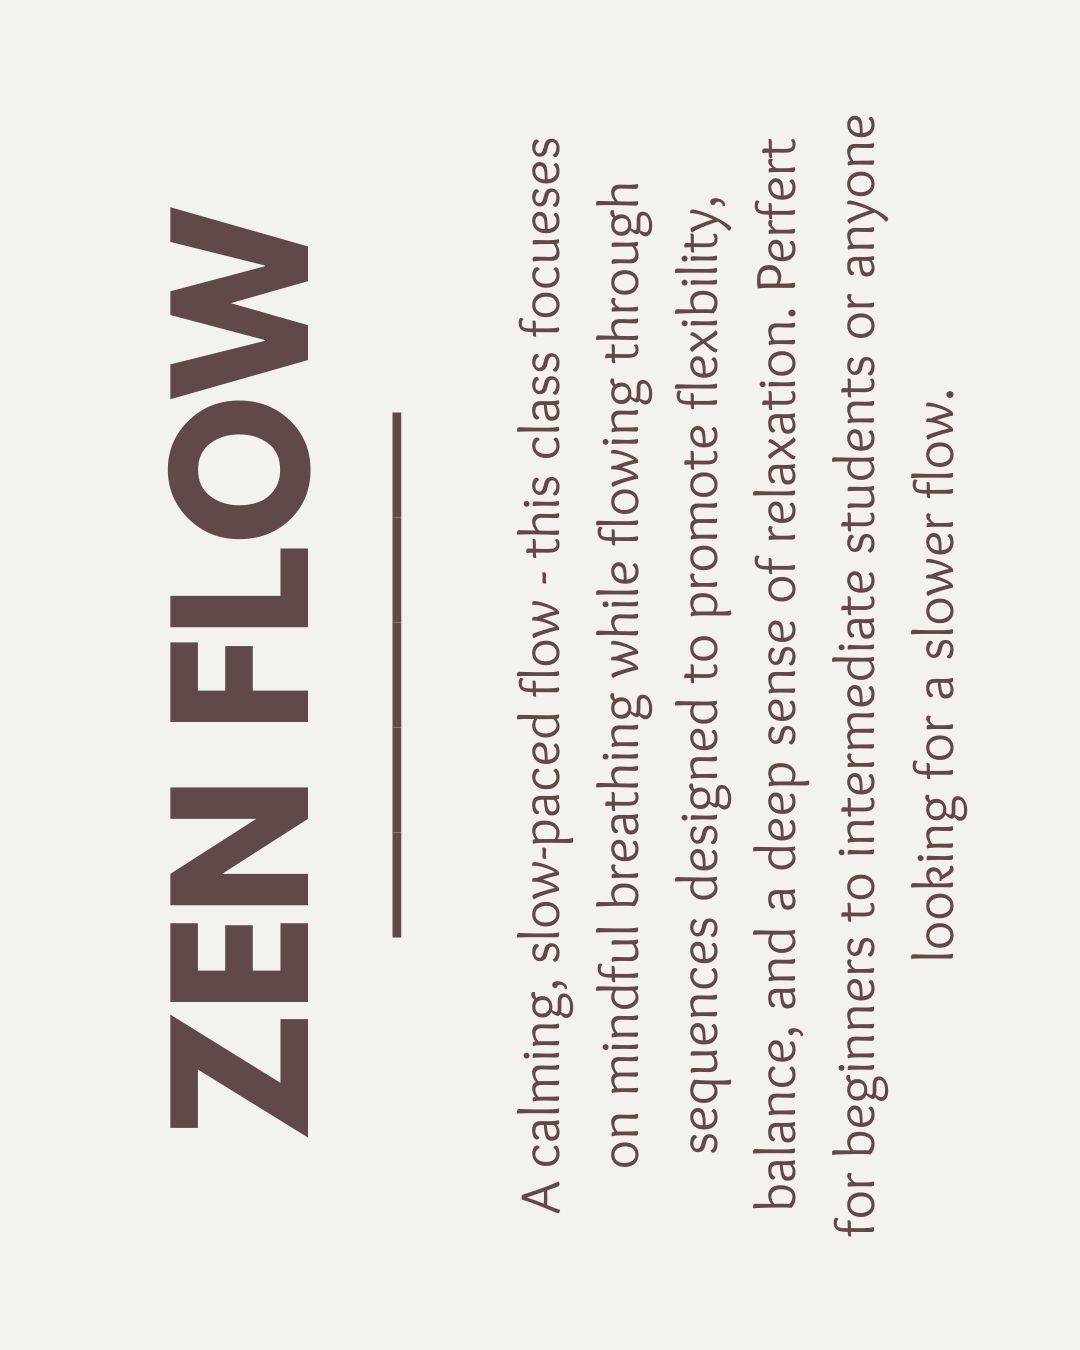 ZEN FLOW
A calming, slow-paced flow - this class focueses
on mindful breathing while flowing through
sequences designed to promote flexibility,
balance, and a deep sense of relaxation. Perfert
for beginners to intermediate students or anyone
looking for a slower flow.